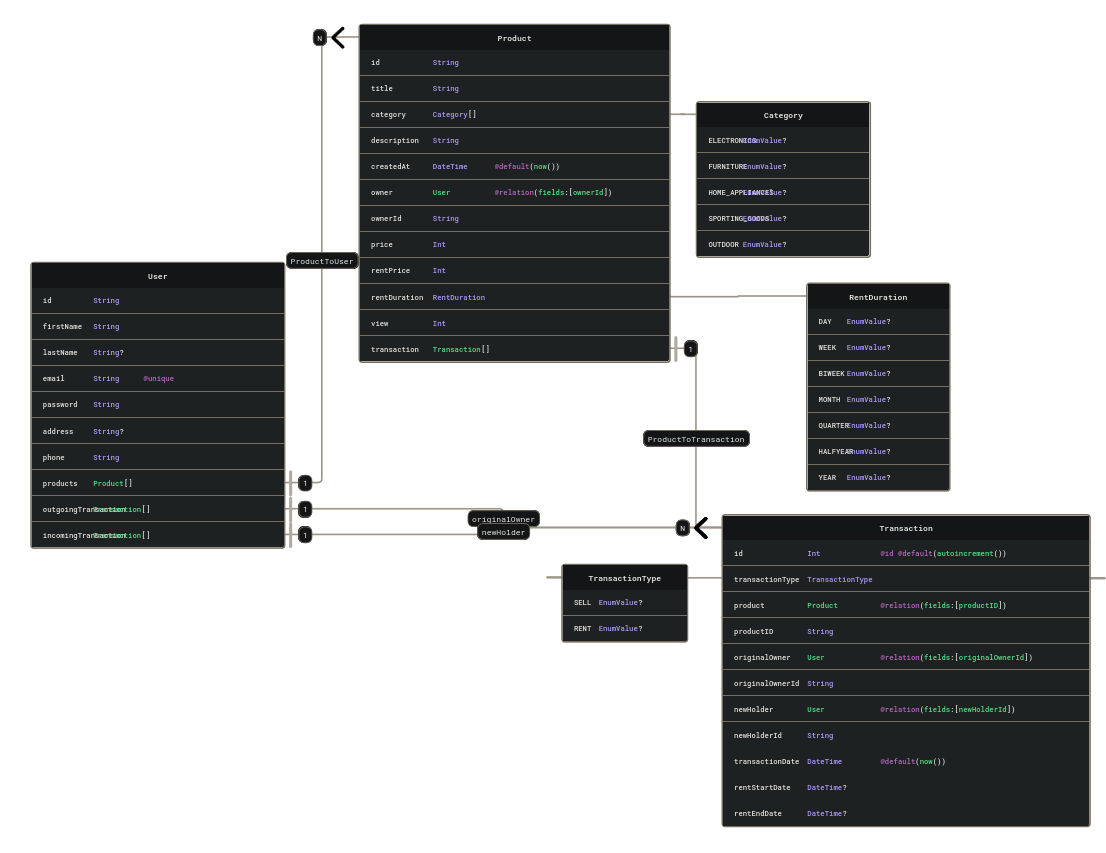 N
Product
id String
title String
category Category[]
description String
createdAt DateTime @default(now())
owner User @relation(fields:[ownerId])
ownerId String
price Int
rentPrice Int
rentDuration RentDuration
view Int
transaction Transaction[]
Category
ELECTRONICS EnumValue?
FURNITURE EnumValue?
HOME_APPLIANCES EnumValue?
SPORTING_GOODS EnumValue?
OUTDOOR EnumValue?
ProductToUser
User
id String
firstName String
lastName String?
email String @unique
password String
address String?
phone String
products Product[]
outgoingTransaction Transaction[]
incomingTransaction Transaction[]
1
1
1
RentDuration
DAY EnumValue?
WEEK EnumValue?
BIWEEK EnumValue?
MONTH EnumValue?
QUARTER EnumValue?
HALFYEAR EnumValue?
YEAR EnumValue?
1
ProductToTransaction
originalOwner
newHolder
N
Transaction
id Int @id @default(autoincrement())
transactionType TransactionType
product Product @relation(fields:[productID])
productID String
originalOwner User @relation(fields:[originalOwnerId])
originalOwnerId String
newHolder User @relation(fields:[newHolderId])
newHolderId String
transactionDate DateTime @default(now())
rentStartDate DateTime?
rentEndDate DateTime?
TransactionType
SELL EnumValue?
RENT EnumValue?